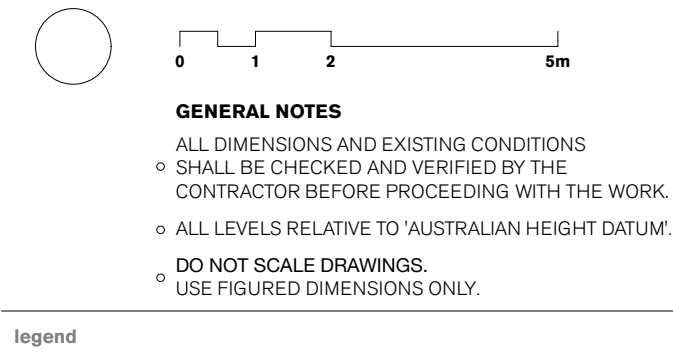 0 1 2 5m
GENERAL NOTES
ALL DIMENSIONS AND EXISTING CONDITIONS
SHALL BE CHECKED AND VERIFIED BY THE
CONTRACTOR BEFORE PROCEEDING WITH THE WORK.
ALL LEVELS RELATIVE TO 'AUSTRALIAN HEIGHT DATUM'.
DO NOT SCALE DRAWINGS.
USE FIGURED DIMENSIONS ONLY.
legend